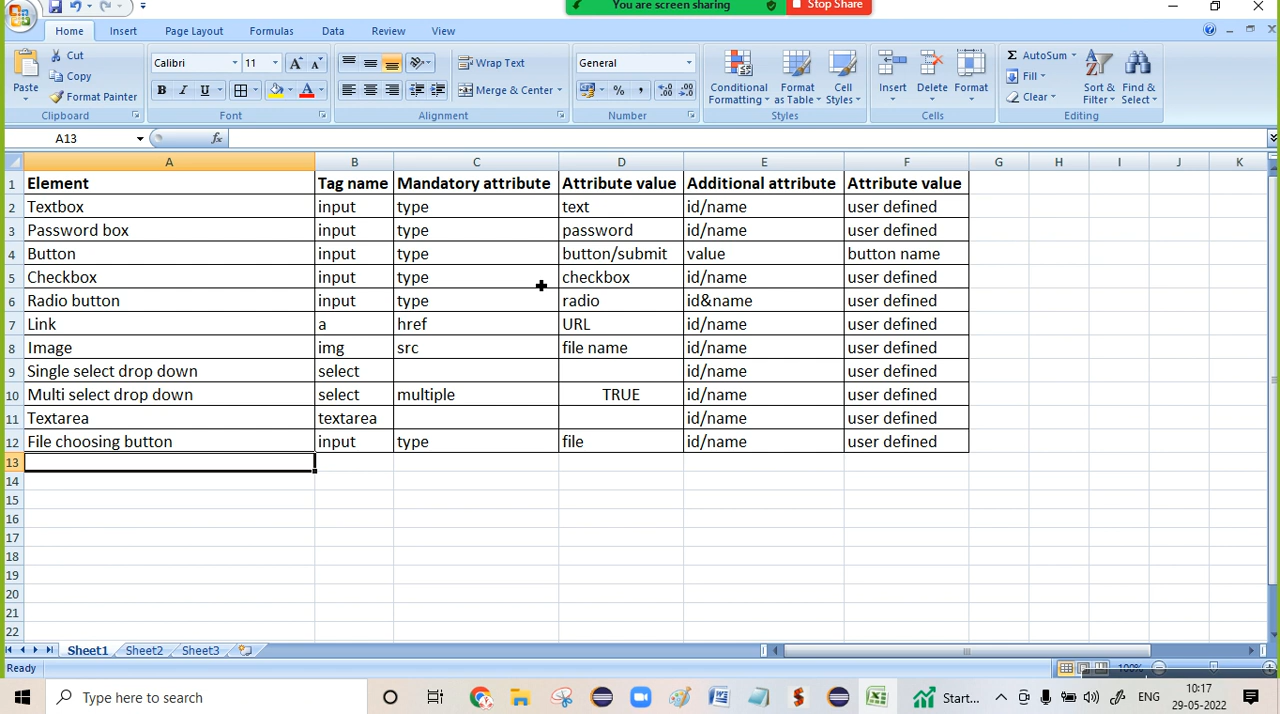 You are screen sharing Stop Share
Home Insert Page Layout Formulas Data Review View
Paste Cut Copy Format Painter Clipboard
Calibri 11 A A B I U A Font
Wrap Text Merge & Center Alignment
General % , Number
Conditional Formatting Format as Table Cell Styles Styles
Insert Delete Format Cells
Σ AutoSum Fill Clear Sort & Filter Find & Select Editing
A13 fx
A B C D E F G H I J K
1 Element Tag name Mandatory attribute Attribute value Additional attribute Attribute value
2 Textbox input type text id/name user defined
3 Password box input type password id/name user defined
4 Button input type button/submit value button name
5 Checkbox input type checkbox id/name user defined
6 Radio button input type radio id&name user defined
7 Link a href URL id/name user defined
8 Image img src file name id/name user defined
9 Single select drop down select id/name user defined
10 Multi select drop down select multiple TRUE id/name user defined
11 Textarea textarea id/name user defined
12 File choosing button input type file id/name user defined
13
14
15
16
17
18
19
20
21
22
Sheet1 Sheet2 Sheet3
Ready 100%
Type here to search Start... ENG 10:17
29-05-2022